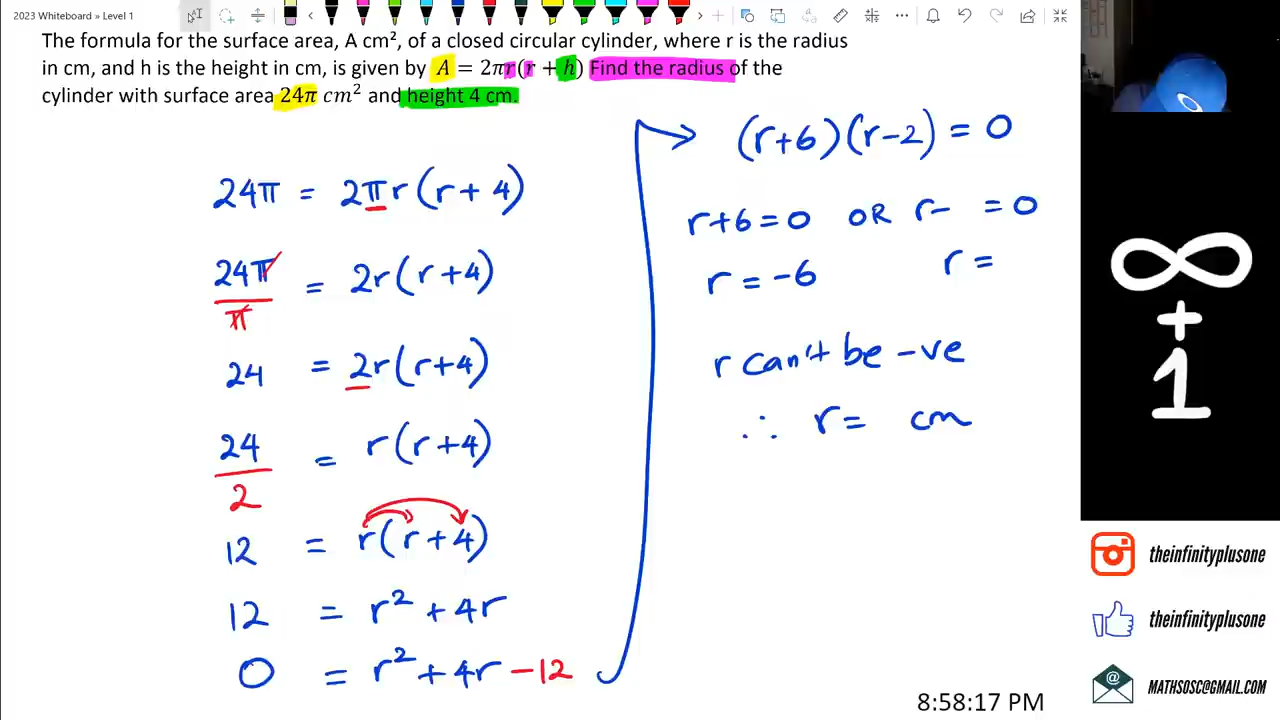 2023 Whiteboard » Level 1
The formula for the surface area, A cm², of a closed circular cylinder, where r is the radius
in cm, and h is the height in cm, is given by A = 2πr(r + h) Find the radius of the
cylinder with surface area 24π cm² and height 4 cm.
24π = 2πr(r+4)
24π/π = 2r(r+4)
24 = 2r(r+4)
24/2 = r(r+4)
12 = r(r+4)
12 = r² + 4r
0 = r² + 4r - 12
(r+6)(r-2) = 0
r+6=0 OR r- = 0
r = -6 r =
r can't be -ve
∴ r = cm
∞
+
1
theinfinityplusone
theinfinityplusone
MATHSOSC@GMAIL.COM
8:58:17 PM